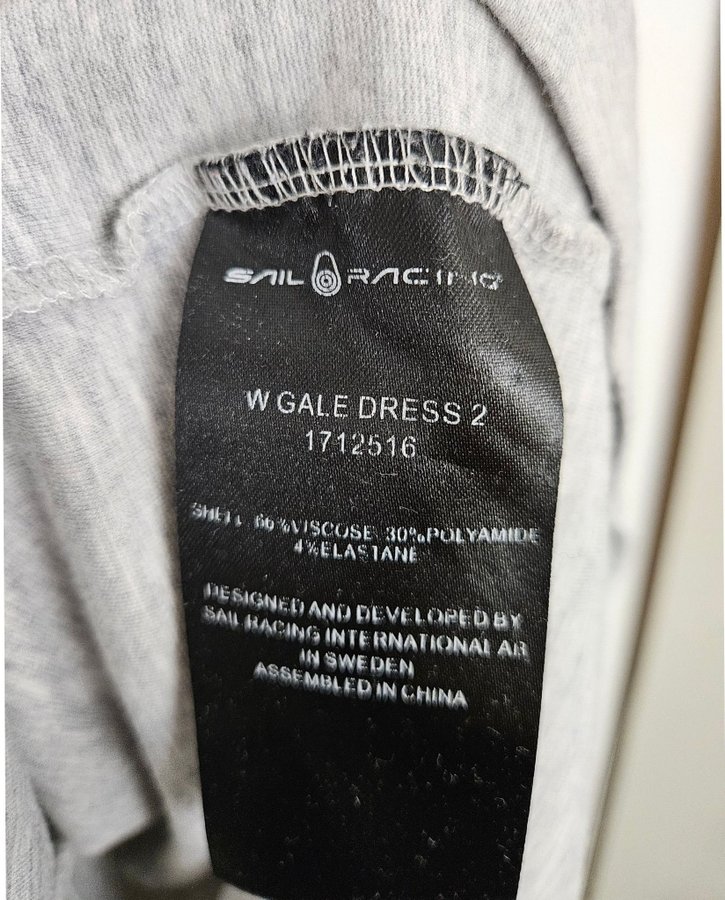 SAIL RACING
W GALE DRESS 2
1712516
SHELL 66%VISCOSE 30%POLYAMIDE
4%ELASTANE
DESIGNED AND DEVELOPED BY
SAIL RACING INTERNATIONAL AB
IN SWEDEN
ASSEMBLED IN CHINA